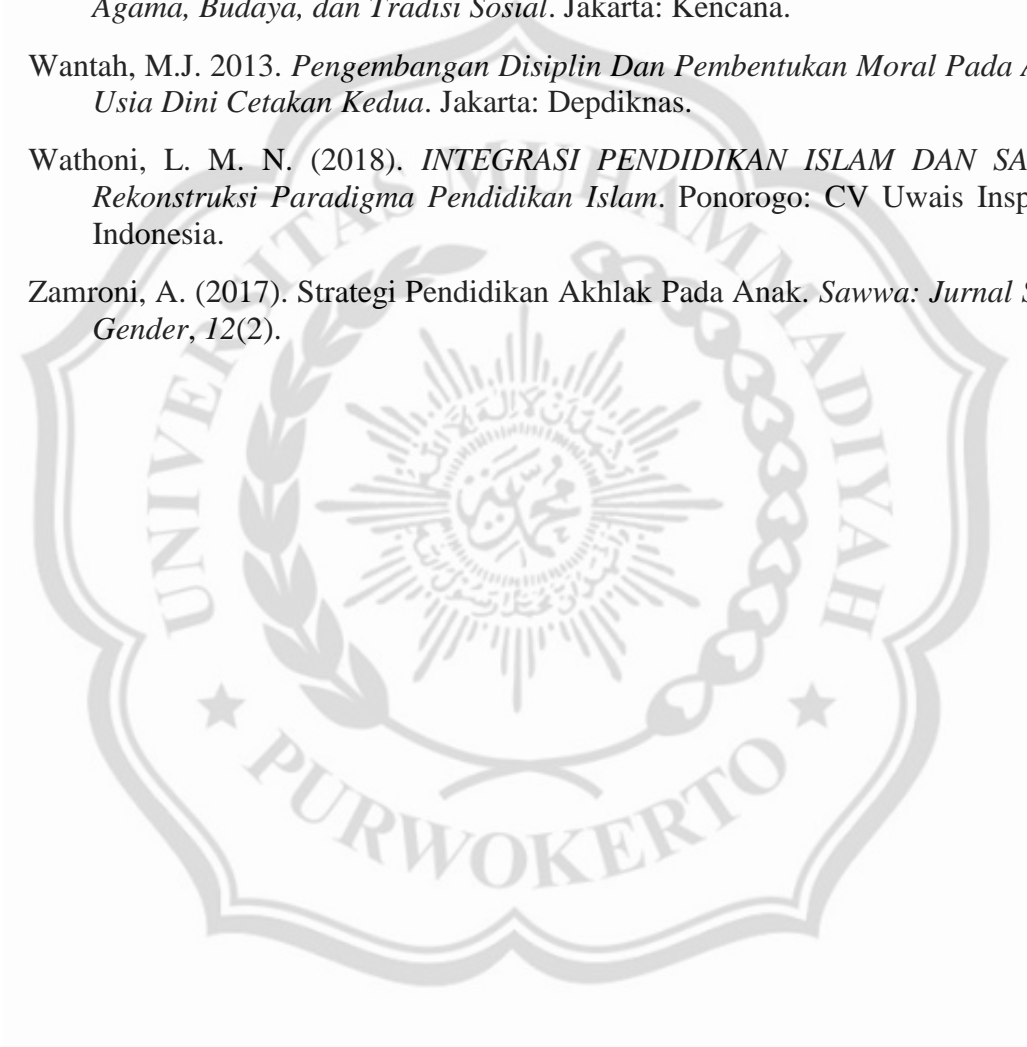 Agama, Budaya, dan Tradisi Sosial. Jakarta: Kencana.
Wantah, M.J. 2013. Pengembangan Disiplin Dan Pembentukan Moral Pada
Usia Dini Cetakan Kedua. Jakarta: Depdiknas.
Wathoni, L. M. N. (2018). INTEGRASI PENDIDIKAN ISLAM DAN SA
Rekonstruksi Paradigma Pendidikan Islam. Ponorogo: CV Uwais Insp
Indonesia.
Zamroni, A. (2017). Strategi Pendidikan Akhlak Pada Anak. Sawwa: Jurnal S
Gender, 12(2).
UNIVERSITAS MUHAMMADIYAH
PURWOKERTO